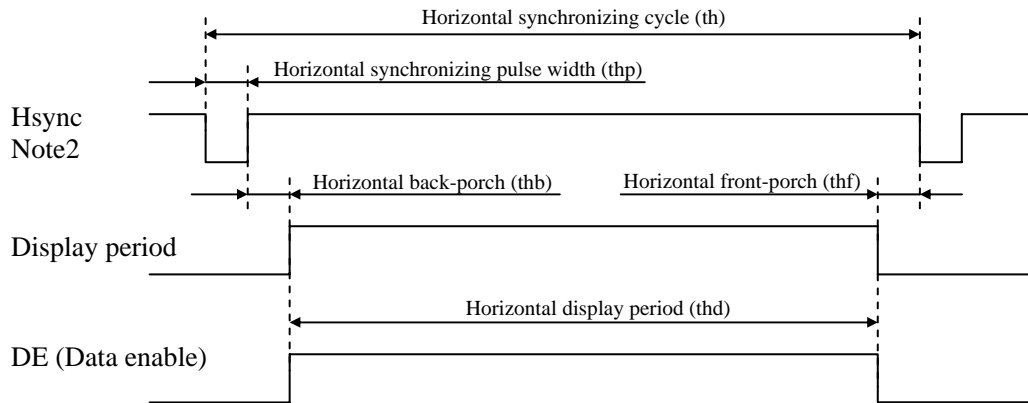 Horizontal synchronizing cycle (th)
Horizontal synchronizing pulse width (thp)
Hsync
Note2
Horizontal back-porch (thb)
Horizontal front-porch (thf)
Display period
Horizontal display period (thd)
DE (Data enable)